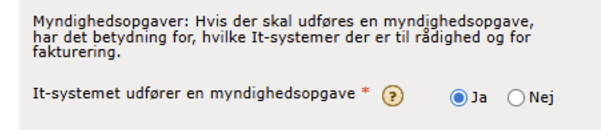 Myndighedsopgaver: Hvis der skal udføres en myndighedsopgave,
har det betydning for, hvilke It-systemer der er til rådighed og for
fakturering.
It-systemet udfører en myndighedsopgave * ? Ja Nej